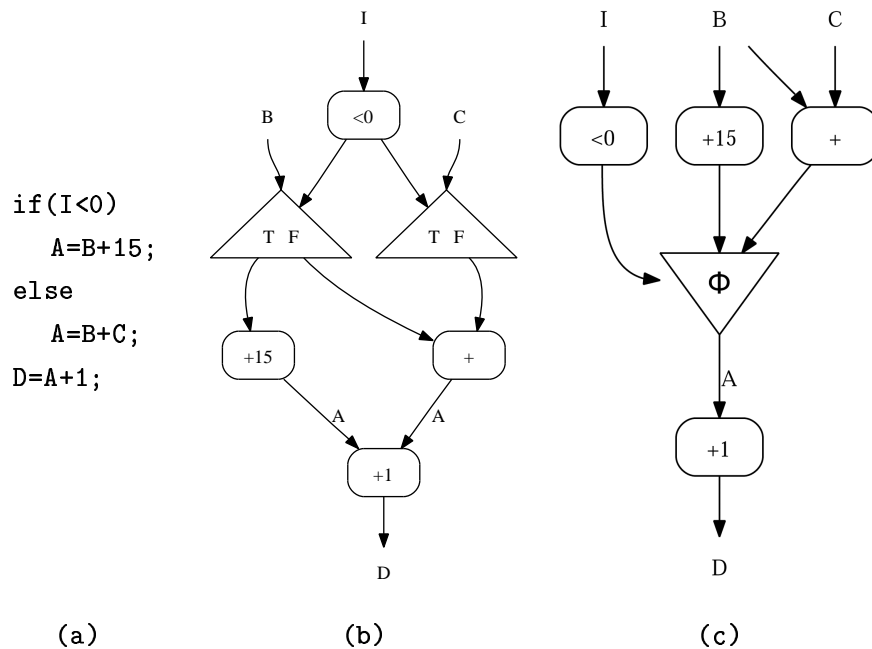 if(I<0)
A=B+15;
else
A=B+C;
D=A+1;
(a)
I
<0
B
C
T F
T F
+15
+
A
A
+1
D
(b)
I
B
C
<0
+15
+
Φ
A
+1
D
(c)